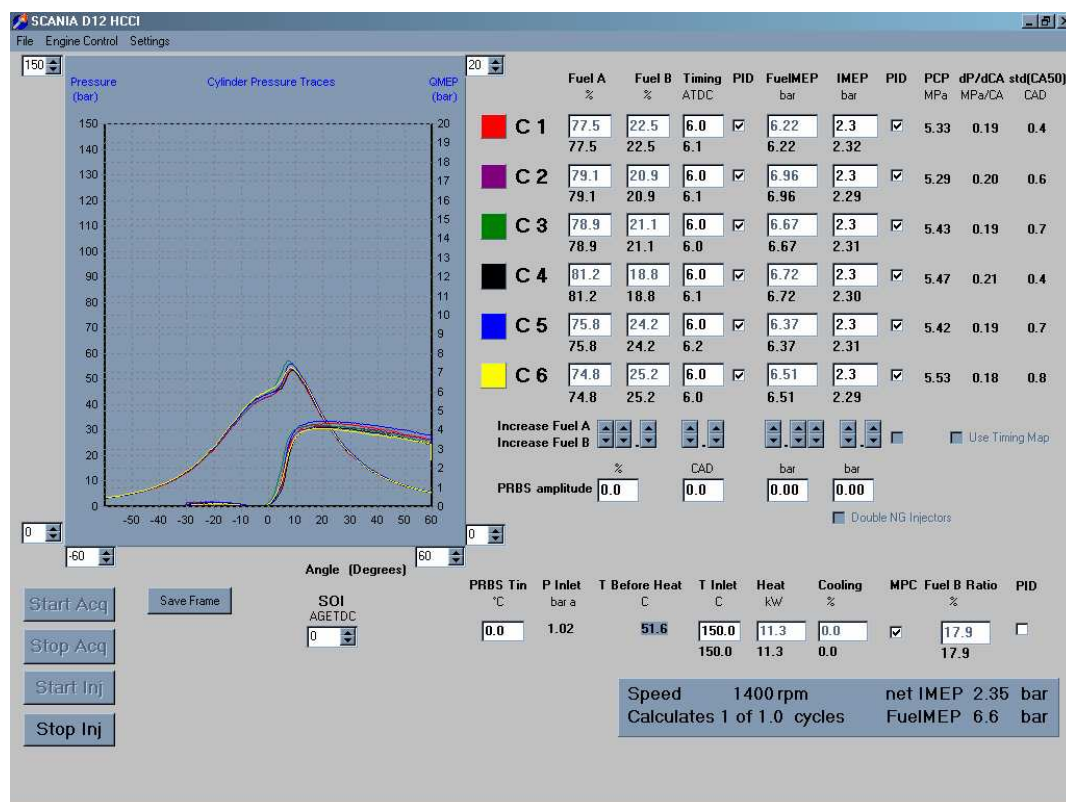 SCANIA D12 HCCI
File Engine Control Settings
150 20
Pressure (bar) Cylinder Pressure Traces QMEP (bar)
150 140 130 120 110 100 90 80 70 60 50 40 30 20 10 0
20 19 18 17 16 15 14 13 12 11 10 9 8 7 6 5 4 3 2 1 0
-50 -40 -30 -20 -10 0 10 20 30 40 50 60
0 0
-60 60
Angle (Degrees)
Fuel A Fuel B Timing PID FuelMEP IMEP PID PCP dP/dCA std(CA50)
% % ATDC bar bar MPa MPa/CA CAD
C 1 77.5 22.5 6.0 6.22 2.3 5.33 0.19 0.4
77.5 22.5 6.1 6.22 2.32
C 2 79.1 20.9 6.0 6.96 2.3 5.29 0.20 0.6
79.1 20.9 6.1 6.96 2.29
C 3 78.9 21.1 6.0 6.67 2.3 5.43 0.19 0.7
78.9 21.1 6.0 6.67 2.31
C 4 81.2 18.8 6.0 6.72 2.3 5.47 0.21 0.4
81.2 18.8 6.1 6.72 2.30
C 5 75.8 24.2 6.0 6.37 2.3 5.42 0.19 0.7
75.8 24.2 6.2 6.37 2.31
C 6 74.8 25.2 6.0 6.51 2.3 5.53 0.18 0.8
74.8 25.2 6.0 6.51 2.29
Increase Fuel A
Increase Fuel B . . . . Use Timing Map
% CAD bar bar
PRBS amplitude 0.0 0.0 0.00 0.00
Double NG Injectors
Start Acq Save Frame SOI
AGETDC
0
Stop Acq
Start Inj
Stop Inj
PRBS Tin P Inlet T Before Heat T Inlet Heat Cooling MPC Fuel B Ratio PID
°C bar a C C kW % %
0.0 1.02 51.6 150.0 11.3 0.0 17.9
150.0 11.3 0.0 17.9
Speed 1400 rpm net IMEP 2.35 bar
Calculates 1 of 1.0 cycles FuelMEP 6.6 bar